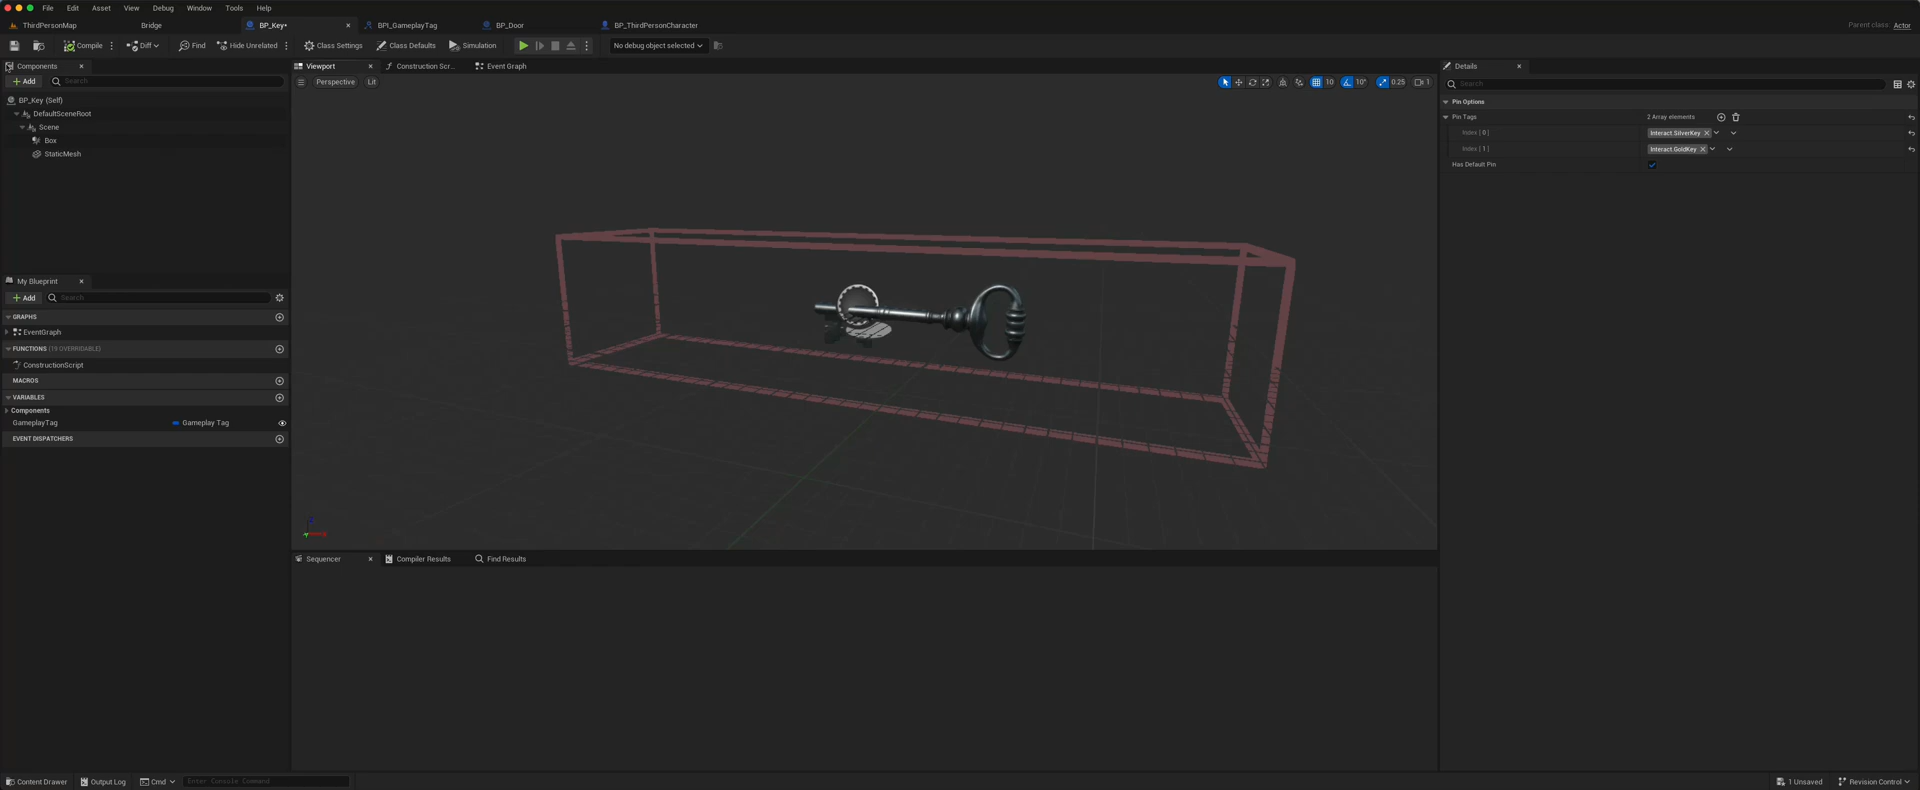 File Edit Asset View Debug Window Tools Help
ThirdPersonMap Bridge BP_Key* BPI_GameplayTag BP_Door BP_ThirdPersonCharacter Parent class: Actor
Compile Diff Find Hide Unrelated Class Settings Class Defaults Simulation No debug object selected
Components
Add Search
BP_Key (Self)
DefaultSceneRoot
Scene
Box
StaticMesh
My Blueprint
Add Search
GRAPHS
EventGraph
FUNCTIONS (19 OVERRIDABLE)
ConstructionScript
MACROS
VARIABLES
Components
GameplayTag Gameplay Tag
EVENT DISPATCHERS
Viewport Construction Scr... Event Graph
Perspective Lit 10 10° 0.25 1
Sequencer Compiler Results Find Results
Details
Search
Pin Options
Pin Tags 2 Array elements
Index [ 0 ] Interact.SilverKey
Index [ 1 ] Interact.GoldKey
Has Default Pin
Content Drawer Output Log Cmd Enter Console Command 1 Unsaved Revision Control